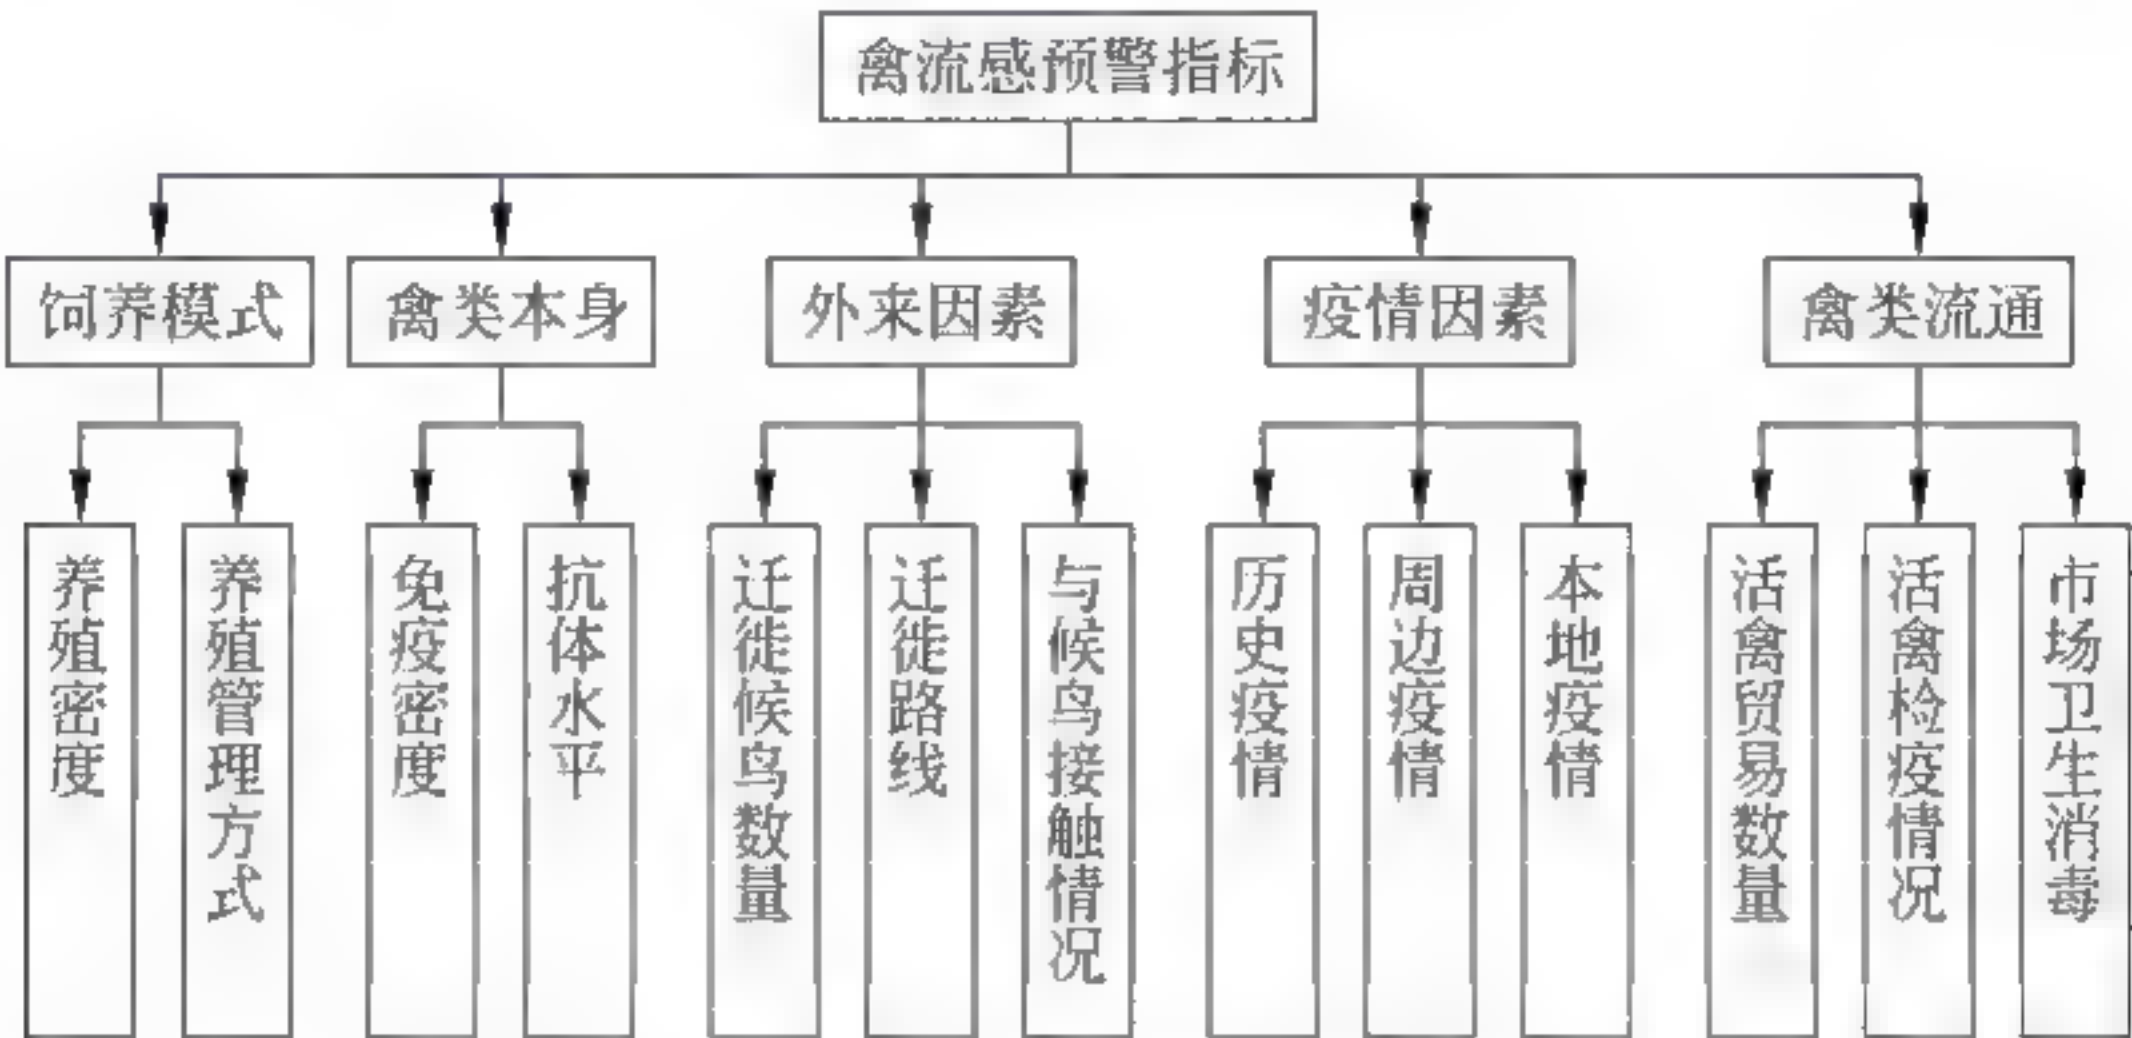 禽流感预警指标
饲养模式
禽类本身
外来因素
疫情因素
禽类流通
养殖密度
养殖管理方式
免疫密度
抗体水平
迁徙候鸟数量
迁徙路线
与候鸟接触情况
历史疫情
周边疫情
本地疫情
活禽贸易数量
活禽检疫情况
市场卫生消毒